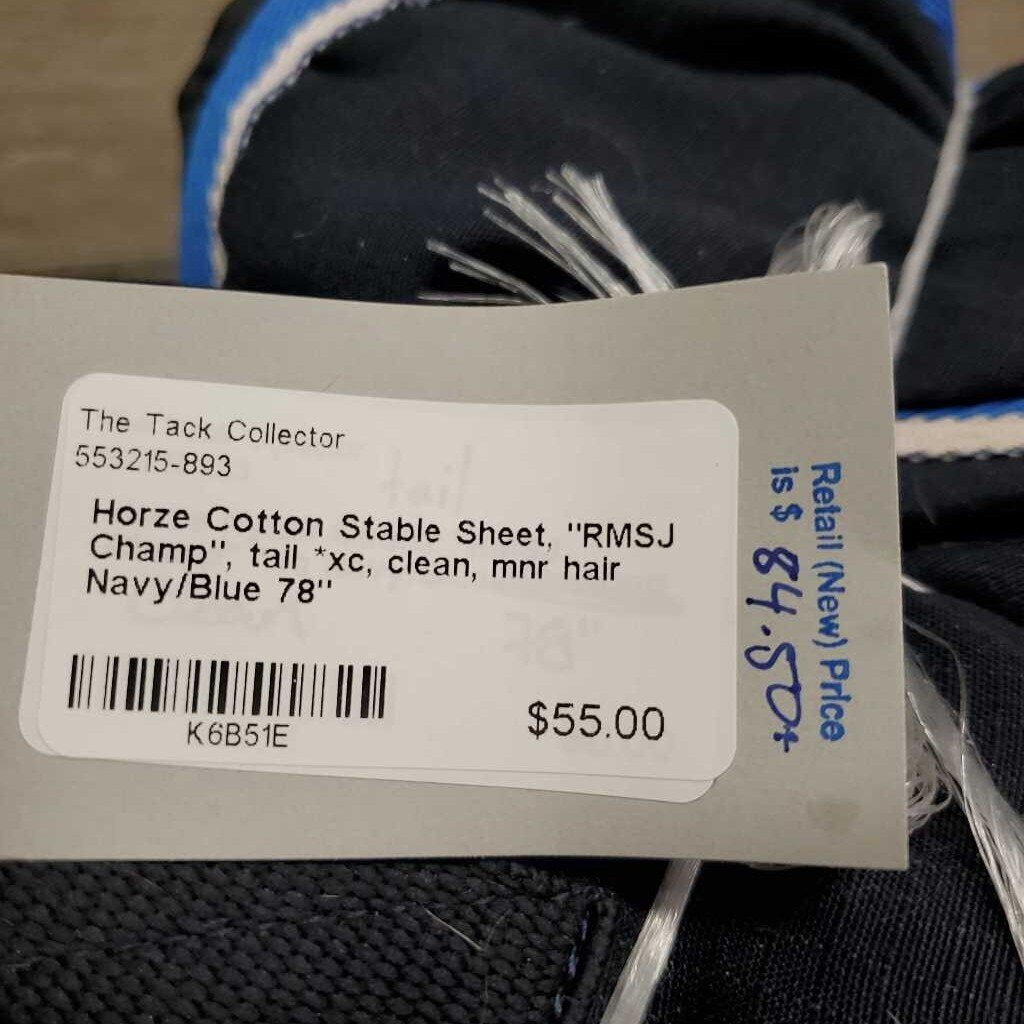 The Tack Collector
553215-893
Horze Cotton Stable Sheet, "RMSJ
Champ", tail *xc, clean, mnr hair
Navy/Blue 78"
K6B51E
$55.00
Retail (New) Price
is $ 84.50+